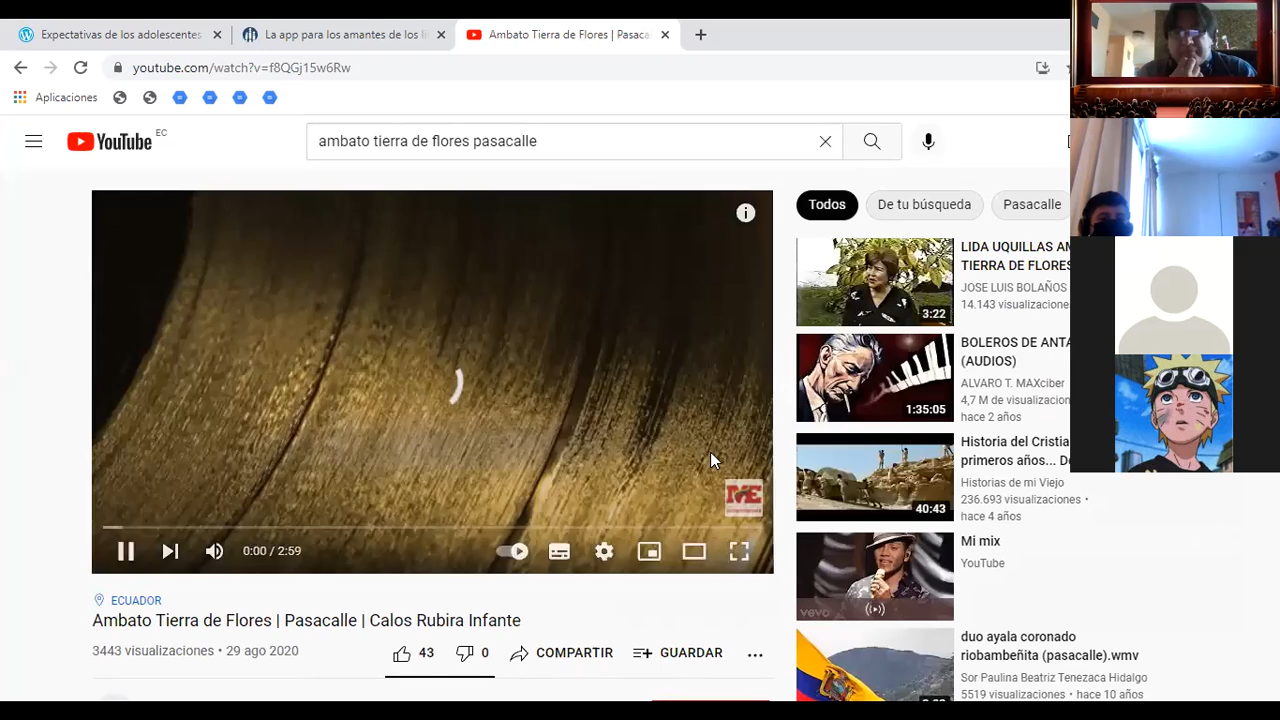 Expectativas de los adolescentes
La app para los amantes de los li
Ambato Tierra de Flores | Pasaca
youtube.com/watch?v=f8QGj15w6Rw
Aplicaciones
YouTube EC
ambato tierra de flores pasacalle
Todos
De tu búsqueda
Pasacalle
ME
0:00 / 2:59
ECUADOR
Ambato Tierra de Flores | Pasacalle | Calos Rubira Infante
3443 visualizaciones • 29 ago 2020
43
0
COMPARTIR
GUARDAR
3:22
LIDA UQUILLAS AM
TIERRA DE FLORES
JOSE LUIS BOLAÑOS
14.143 visualizacione
1:35:05
BOLEROS DE ANTA
(AUDIOS)
ALVARO T. MAXciber
4,7 M de visualizacion
hace 2 años
40:43
Historia del Cristia
primeros años... Do
Historias de mi Viejo
236.693 visualizaciones •
hace 4 años
vevo
Mi mix
YouTube
duo ayala coronado
riobambeñita (pasacalle).wmv
Sor Paulina Beatriz Tenezaca Hidalgo
5519 visualizaciones • hace 10 años